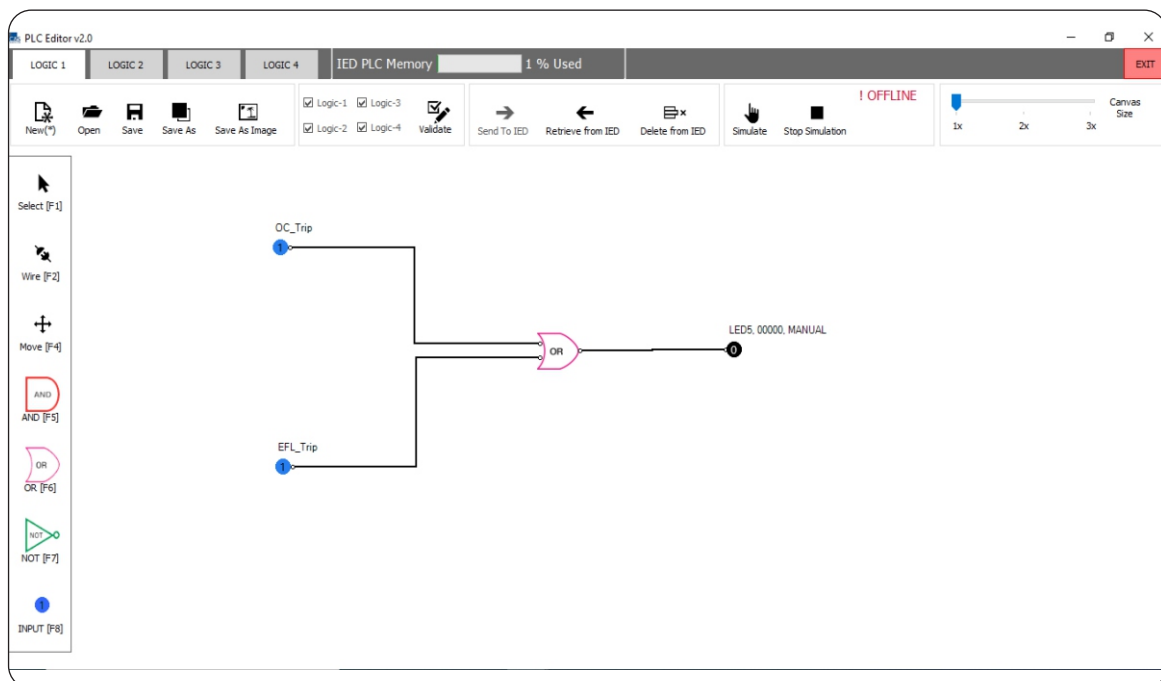 PLC Editor v2.0
LOGIC 1 LOGIC 2 LOGIC 3 LOGIC 4 IED PLC Memory 1 % Used EXIT
! OFFLINE
Logic-1 Logic-3
Logic-2 Logic-4
New(*) Open Save Save As Save As Image Validate Send To IED Retrieve from IED Delete from IED Simulate Stop Simulation
Canvas
Size
1x 2x 3x
Select [F1]
Wire [F2]
Move [F4]
AND
AND [F5]
OR
OR [F6]
NOT
NOT [F7]
1
INPUT [F8]
OC_Trip
1
OR
LED5, 00000, MANUAL
0
EFL_Trip
1